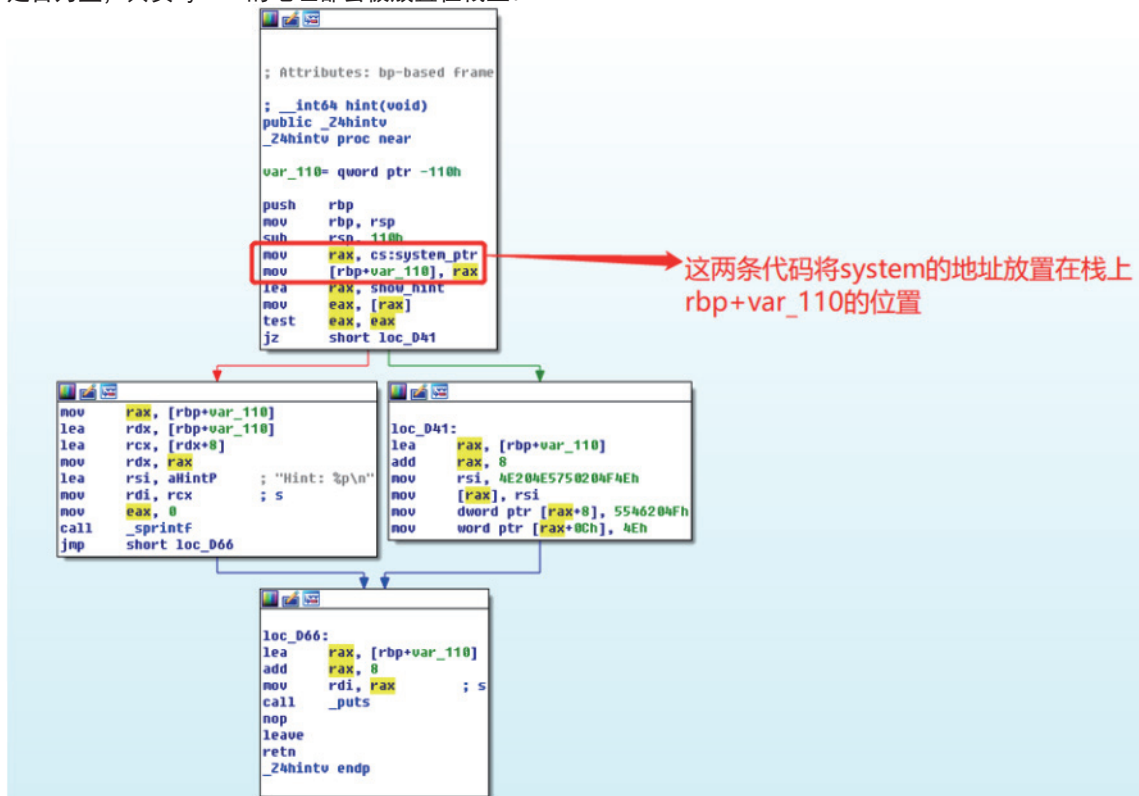 ; Attributes: bp-based frame
; __int64 hint(void)
public _Z4hintv
_Z4hintv proc near
var_110= qword ptr -110h
push rbp
mov rbp, rsp
sub rsp, 110h
mov rax, cs:system_ptr
mov [rbp+var_110], rax
lea rax, show_hint
mov eax, [rax]
test eax, eax
jz short loc_D41
这两条代码将system的地址放置在栈上
rbp+var_110的位置
mov rax, [rbp+var_110]
lea rdx, [rbp+var_110]
lea rcx, [rdx+8]
mov rdx, rax
lea rsi, aHintP ; "Hint: %p\n"
mov rdi, rcx ; s
mov eax, 0
call _sprintf
jmp short loc_D66
loc_D41:
lea rax, [rbp+var_110]
add rax, 8
mov rsi, 4E204E5750204F4Eh
mov [rax], rsi
mov dword ptr [rax+8], 5546204Fh
mov word ptr [rax+0Ch], 4Eh
loc_D66:
lea rax, [rbp+var_110]
add rax, 8
mov rdi, rax ; s
call _puts
nop
leave
retn
_Z4hintv endp